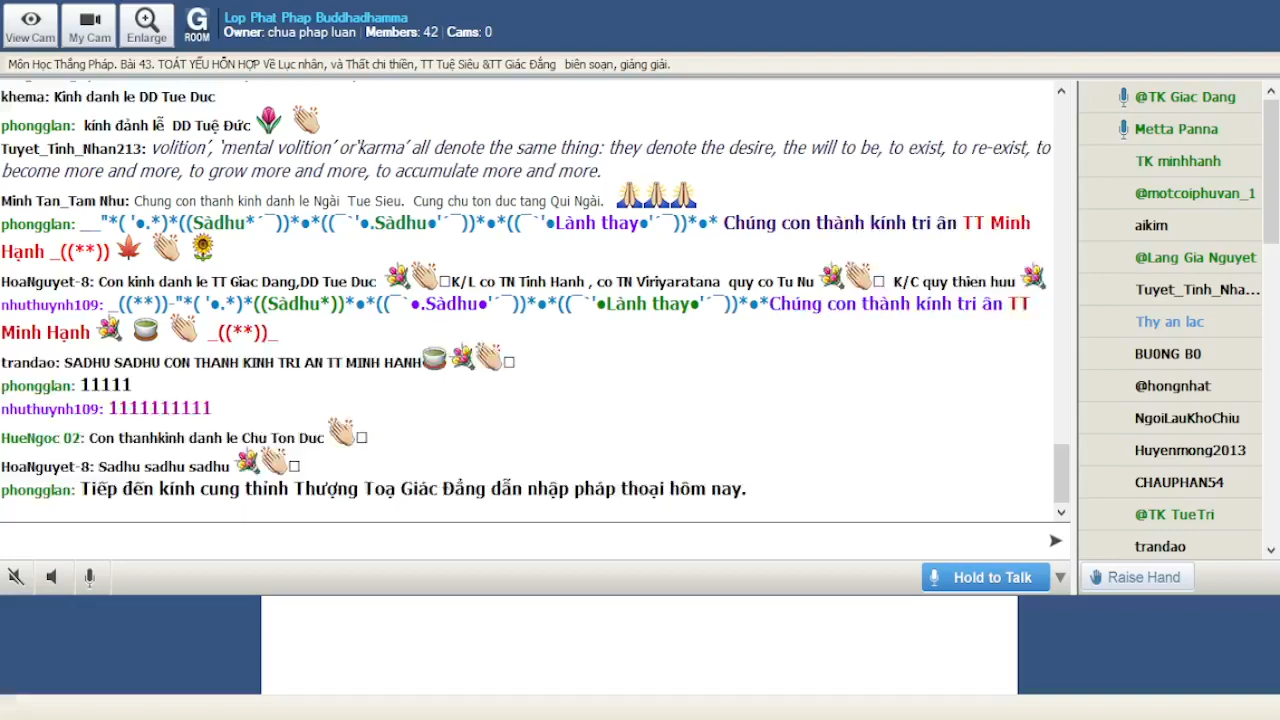 View Cam
My Cam
Enlarge
G
ROOM
Lop Phat Phap Buddhadhamma
Owner: chua phap luan | Members: 42 | Cams: 0
Môn Học Thắng Pháp. Bài 43. TOÁT YẾU HỖN HỢP Về Lục nhân, và Thất chi thiền, TT Tuệ Siêu &TT Giác Đẳng biên soạn, giảng giải.
khema: Kinh danh le DD Tue Duc
phongglan: kính đảnh lễ DD Tuệ Đức
Tuyet_Tinh_Nhan213: volition’, ‘mental volition’ or‘karma’ all denote the same thing: they denote the desire, the will to be, to exist, to re-exist, to
become more and more, to grow more and more, to accumulate more and more.
Minh Tan_Tam Nhu: Chung con thanh kinh danh le Ngài Tue Sieu. Cung chu ton duc tang Qui Ngài.
phongglan: __"*( '●.*)*((Sàdhu*´¯))●*●((¯`'●.Sàdhu●'´¯))*●*((¯`'●Lành thay●'´¯))*●* Chúng con thành kính tri ân TT Minh
Hạnh _((**))
HoaNguyet-8: Con kinh danh le TT Giac Dang,DD Tue Duc K/L co TN Tinh Hanh , co TN Viriyaratana quy co Tu Nu K/C quy thien huu
nhuthuynh109: _((**))-"*( '●.*)*((Sàdhu*))*●*((¯`●.Sàdhu●'´¯))*●*((¯`'●Lành thay●'´¯))*●*Chúng con thành kính tri ân TT
Minh Hạnh _((**))_
trandao: SADHU SADHU CON THANH KINH TRI AN TT MINH HANH
phongglan: 11111
nhuthuynh109: 1111111111
HueNgoc 02: Con thanhkinh danh le Chu Ton Duc
HoaNguyet-8: Sadhu sadhu sadhu
phongglan: Tiếp đến kính cung thỉnh Thượng Toạ Giác Đẳng dẫn nhập pháp thoại hôm nay.
Hold to Talk
@TK Giac Dang
Metta Panna
TK minhhanh
@motcoiphuvan_1
aikim
@Lang Gia Nguyet
Tuyet_Tinh_Nha...
Thy an lac
BU0NG B0
@hongnhat
NgoiLauKhoChiu
Huyenmong2013
CHAUPHAN54
@TK TueTri
trandao
Raise Hand